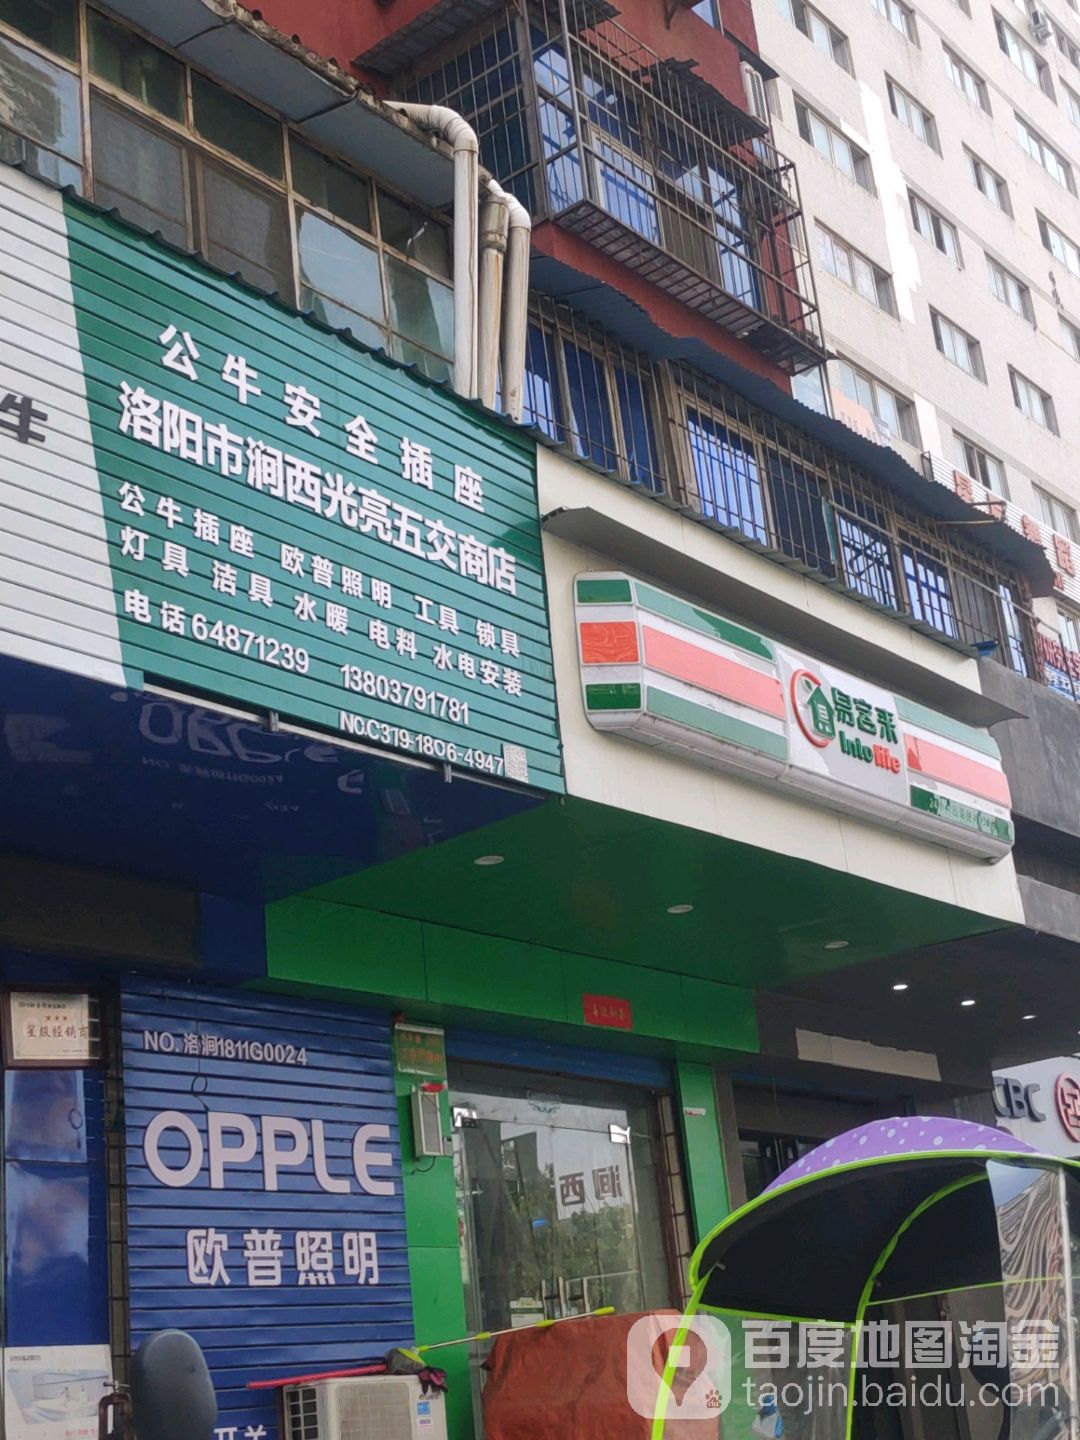 牛
公牛安全插座
洛阳市涧西光亮五交商店
公牛插座 欧普照明 工具 锁具
灯具 洁具 水暖 电料 水电安装
电话64871239 13803791781
NO.C319-1806-4947
易客来
Intolife
NO.洛涧1811G0024
OPPLE
欧普照明
开关
星级经销商
涧西
CBC
百度地图淘金
taojin.baidu.com